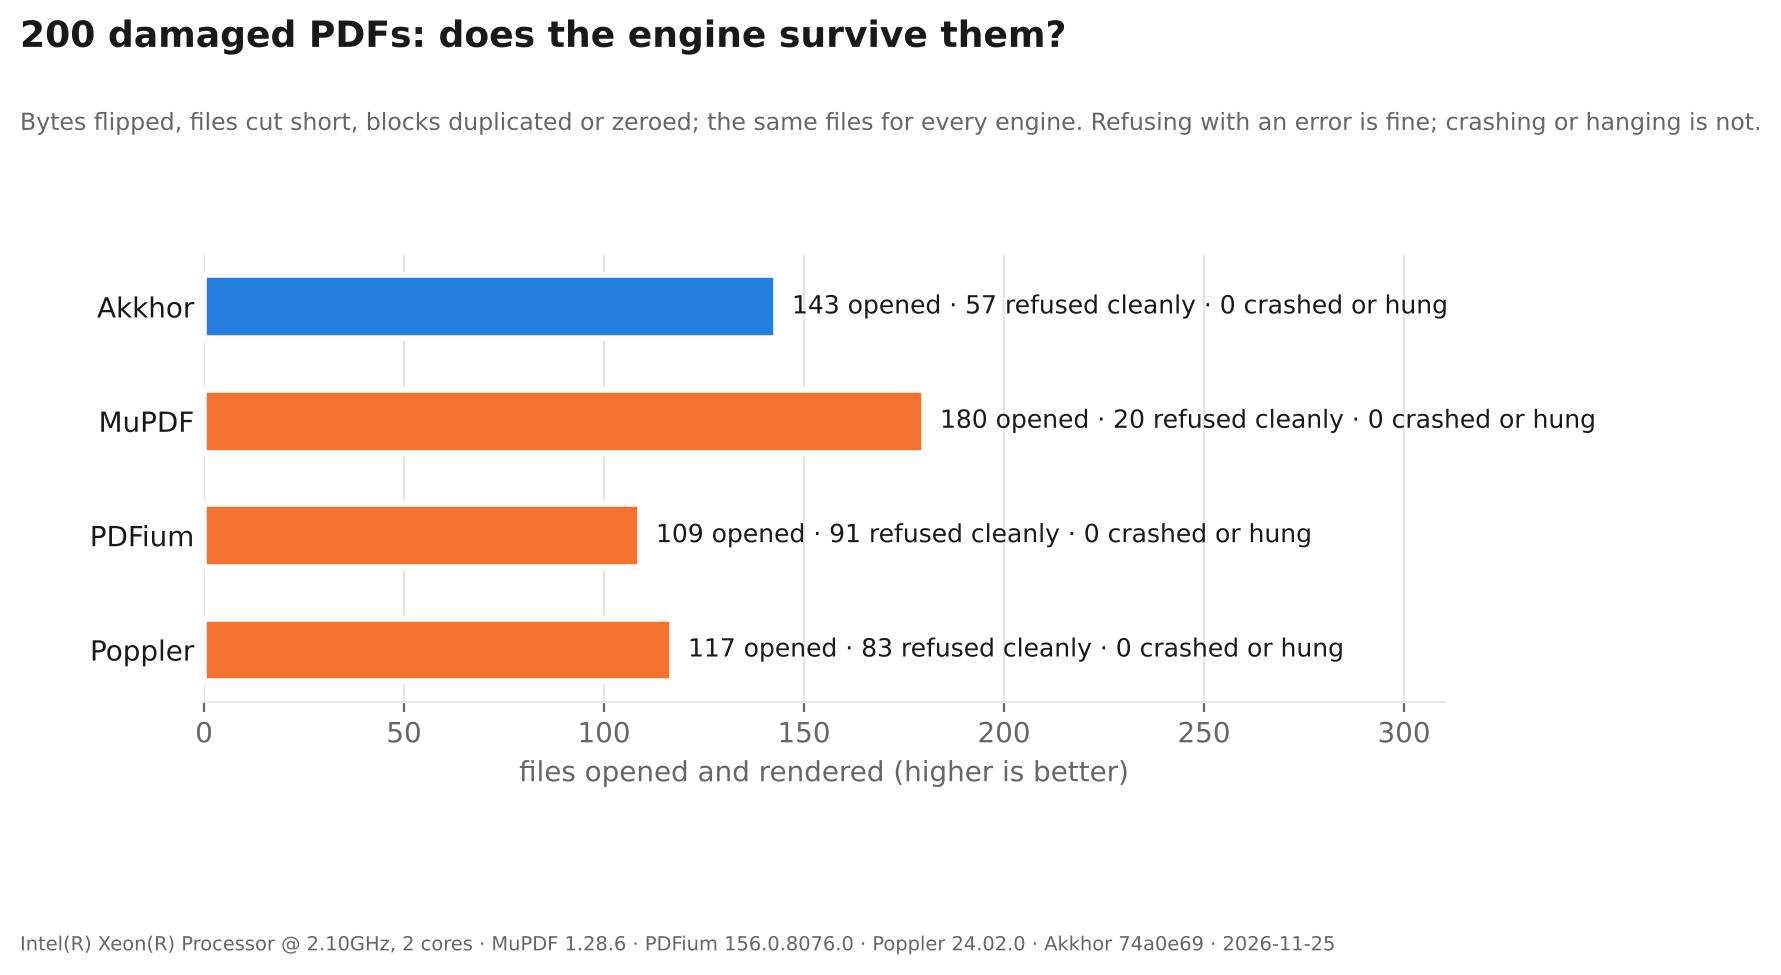 200 damaged PDFs: does the engine survive them?
Bytes flipped, files cut short, blocks duplicated or zeroed; the same files for every engine. Refusing with an error is fine; crashing or hanging is not.
Akkhor
143 opened · 57 refused cleanly · 0 crashed or hung
MuPDF
180 opened · 20 refused cleanly · 0 crashed or hung
PDFium
109 opened · 91 refused cleanly · 0 crashed or hung
Poppler
117 opened · 83 refused cleanly · 0 crashed or hung
0 50 100 150 200 250 300
files opened and rendered (higher is better)
Intel(R) Xeon(R) Processor @ 2.10GHz, 2 cores · MuPDF 1.28.6 · PDFium 156.0.8076.0 · Poppler 24.02.0 · Akkhor 74a0e69 · 2026-11-25